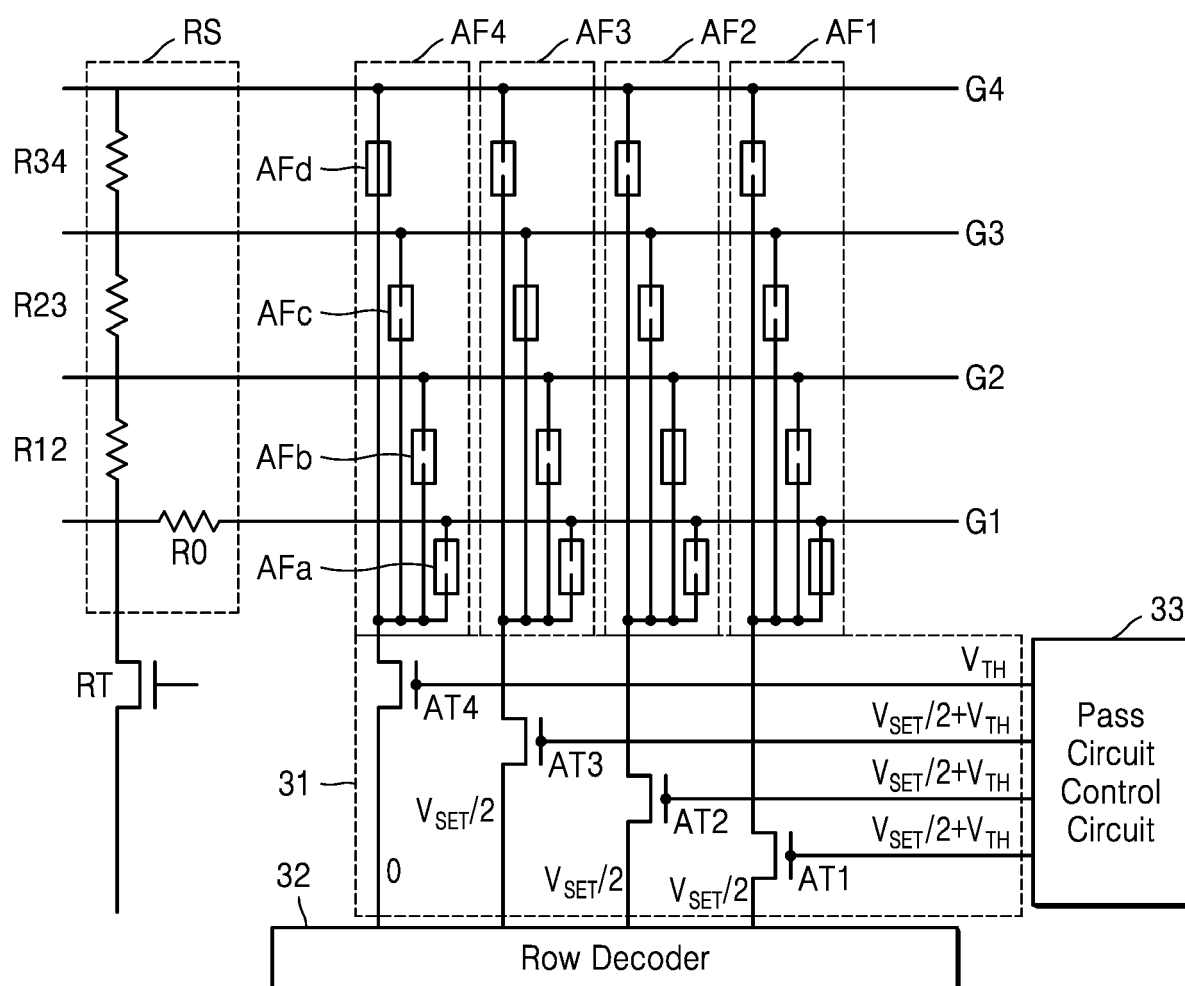 RS
AF4
AF3
AF2
AF1
G4
R34
AFd
G3
R23
AFc
G2
R12
AFb
G1
R0
AFa
33
V_TH
RT
AT4
V_SET/2+V_TH
Pass
Circuit
Control
Circuit
AT3
31
V_SET/2
V_SET/2+V_TH
AT2
V_SET/2+V_TH
32
0
V_SET/2
V_SET/2
AT1
Row Decoder